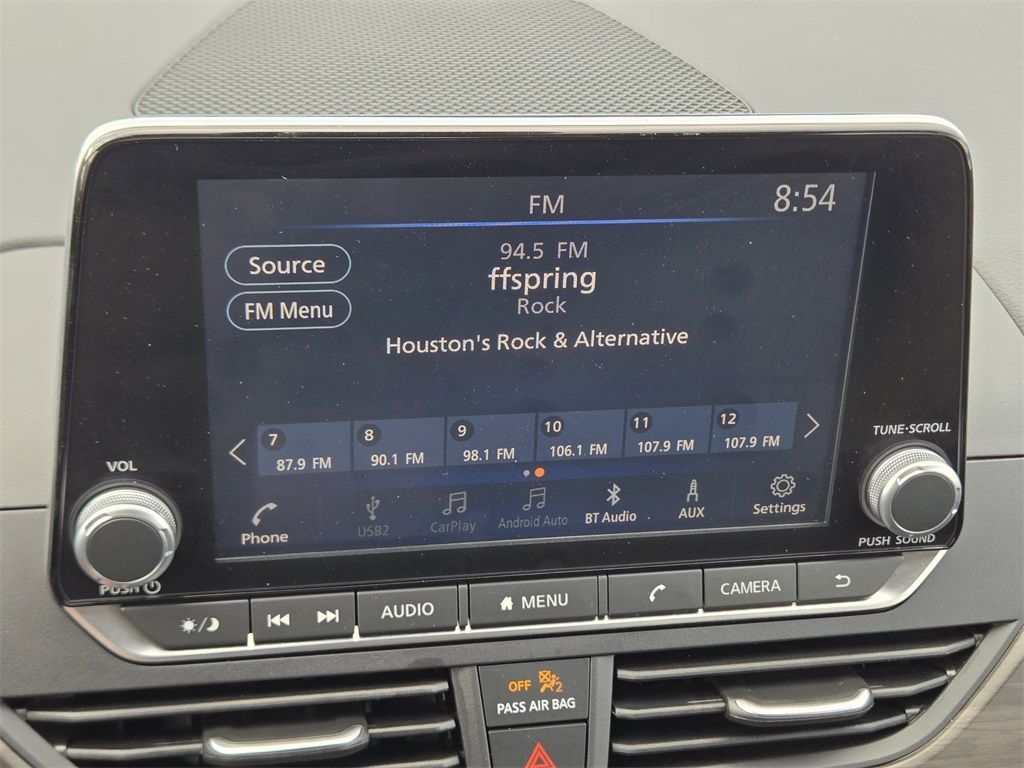 FM
8:54
Source
94.5 FM
ffspring
FM Menu
Rock
Houston's Rock & Alternative
7 8 9 10 11 12
87.9 FM 90.1 FM 98.1 FM 106.1 FM 107.9 FM 107.9 FM
VOL
TUNE·SCROLL
Phone USB2 CarPlay Android Auto BT Audio AUX Settings
PUSH
PUSH SOUND
AUDIO MENU CAMERA
OFF 2
PASS AIR BAG